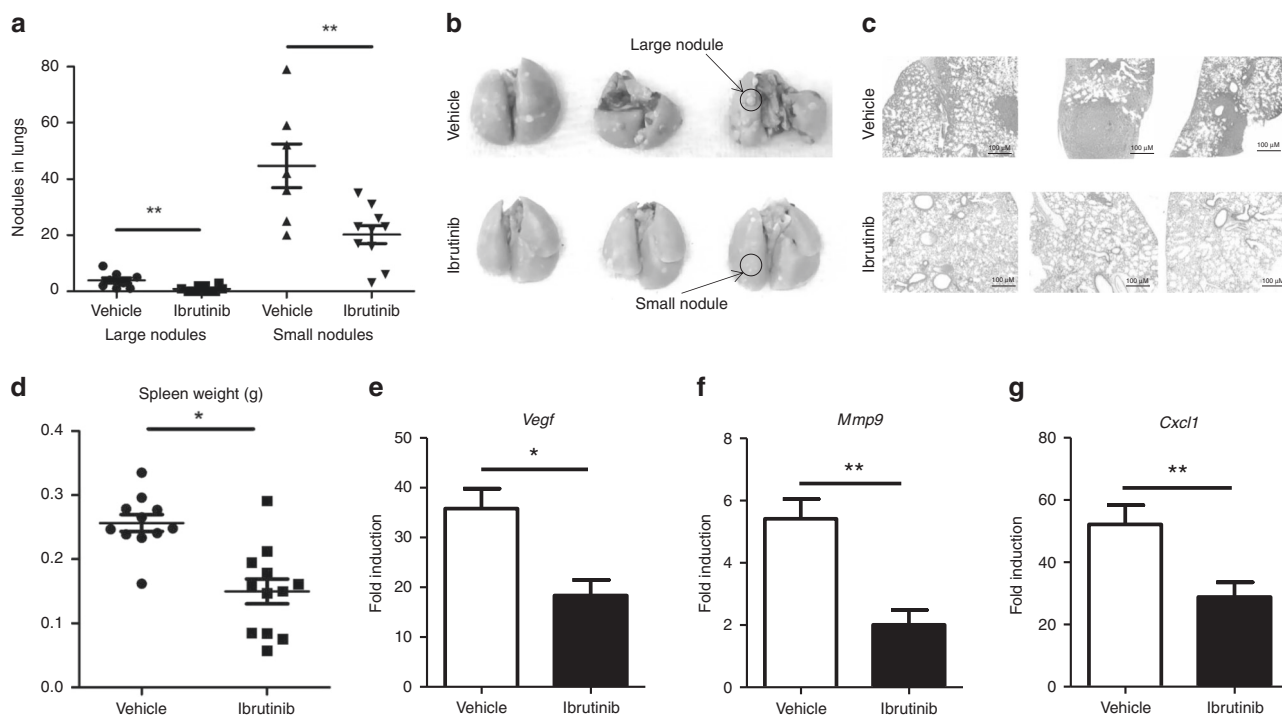 a
**
**
80
60
40
20
0
Nodules in lungs
Vehicle
Ibrutinib
Vehicle
Ibrutinib
Large nodules
Small nodules
b
Large nodule
Vehicle
Ibrutinib
Small nodule
c
Vehicle
100 μM
100 μM
100 μM
Ibrutinib
100 μM
100 μM
100 μM
d
Spleen weight (g)
*
0.4
0.3
0.2
0.1
0.0
Vehicle
Ibrutinib
e
Vegf
*
50
40
30
20
10
0
Fold induction
Vehicle
Ibrutinib
f
Mmp9
**
8
6
4
2
0
Fold induction
Vehicle
Ibrutinib
g
Cxcl1
**
80
60
40
20
0
Fold induction
Vehicle
Ibrutinib